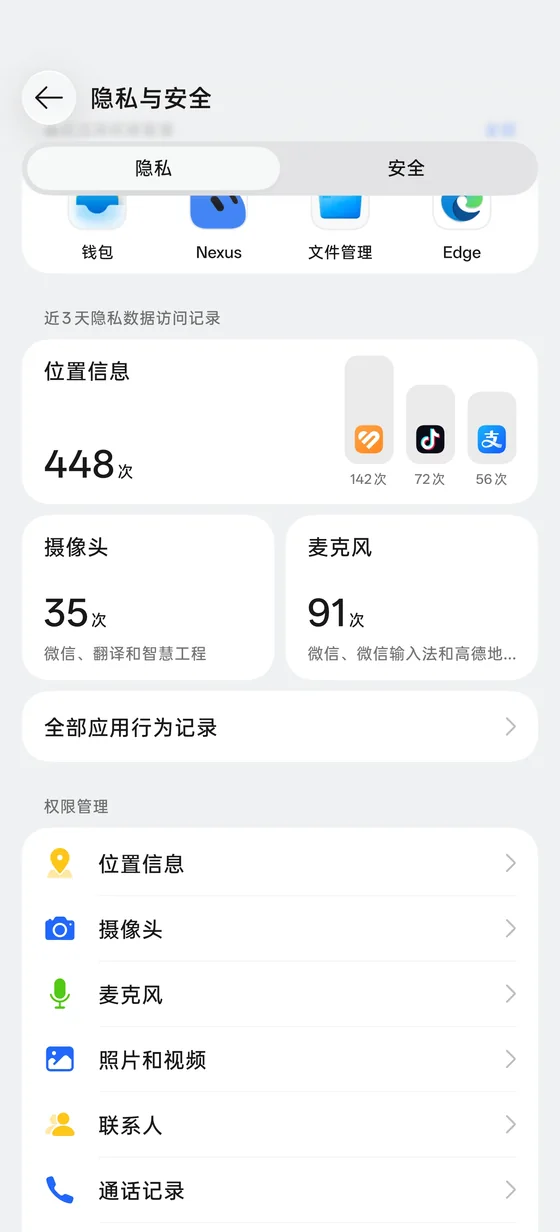 隐私与安全
隐私
安全
钱包
Nexus
文件管理
Edge
近3天隐私数据访问记录
位置信息
448次
142次
72次
56次
摄像头
35次
微信、翻译和智慧工程
麦克风
91次
微信、微信输入法和高德地...
全部应用行为记录
权限管理
位置信息
摄像头
麦克风
照片和视频
联系人
通话记录